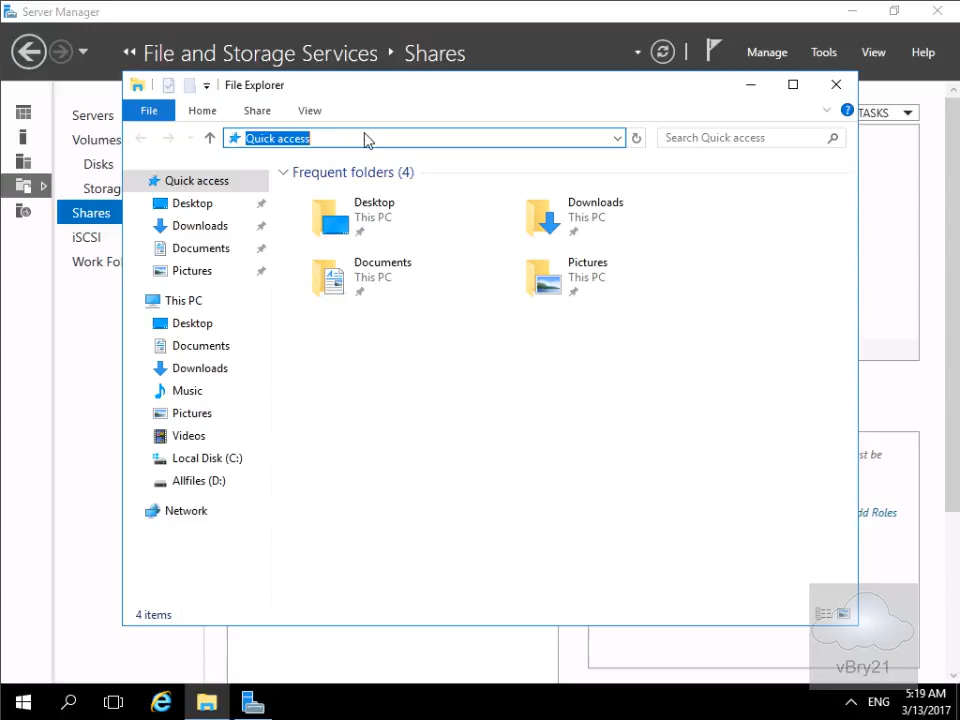 Server Manager
File and Storage Services
Shares
Manage
Tools
View
Help
File Explorer
File
Home
Share
View
Quick access
Search Quick access
TASKS
Servers
Volumes
Disks
Storag
Shares
iSCSI
Work Fol
Quick access
Desktop
Downloads
Documents
Pictures
This PC
Desktop
Documents
Downloads
Music
Pictures
Videos
Local Disk (C:)
Allfiles (D:)
Network
Frequent folders (4)
Desktop
This PC
Downloads
This PC
Documents
This PC
Pictures
This PC
st be
dd Roles
4 items
vBry21
ENG
5:19 AM
3/13/2017